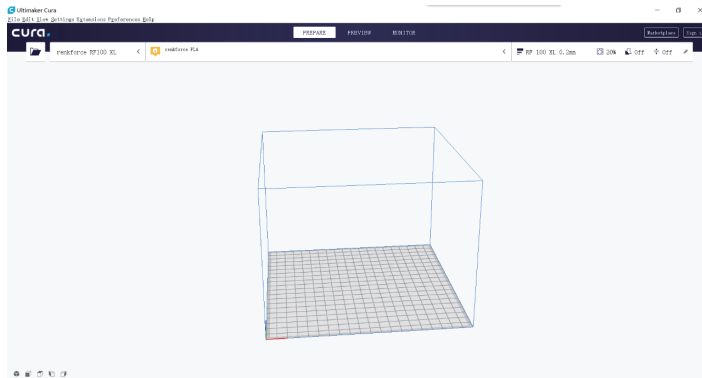 Ultimaker Cura
File Edit View Settings Extensions Preferences Help
cura.
PREPARE PREVIEW MONITOR
Marketplace Sign i
renkforce RF100 XL renkforce PLA RF 100 XL 0.2mm 20% Off Off